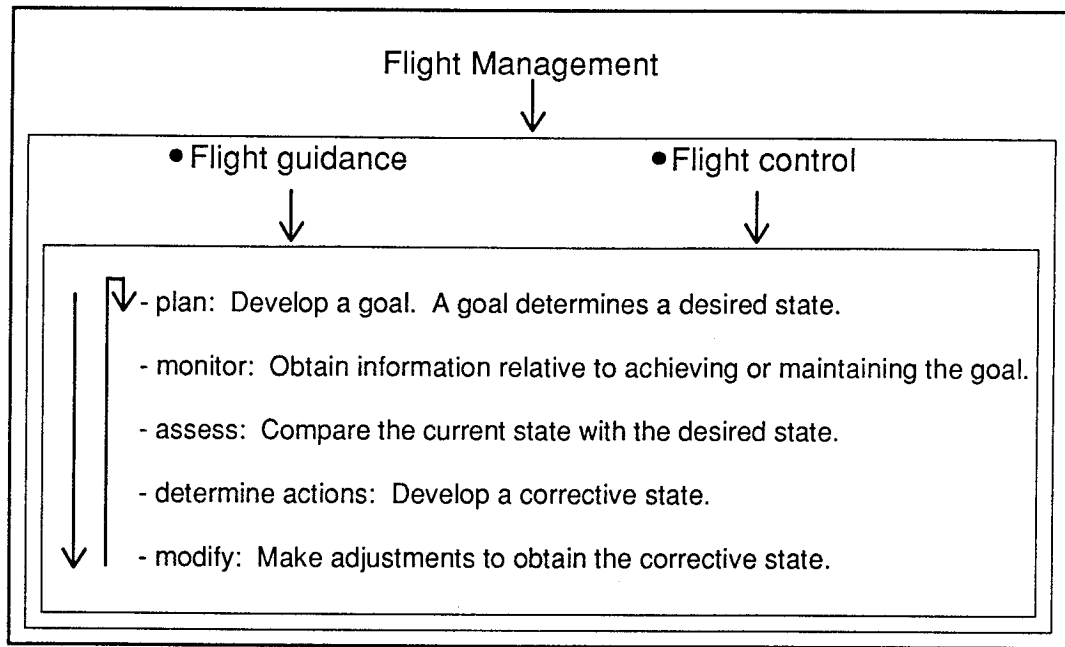 Flight Management
• Flight guidance
• Flight control
- plan: Develop a goal. A goal determines a desired state.
- monitor: Obtain information relative to achieving or maintaining the goal.
- assess: Compare the current state with the desired state.
- determine actions: Develop a corrective state.
- modify: Make adjustments to obtain the corrective state.